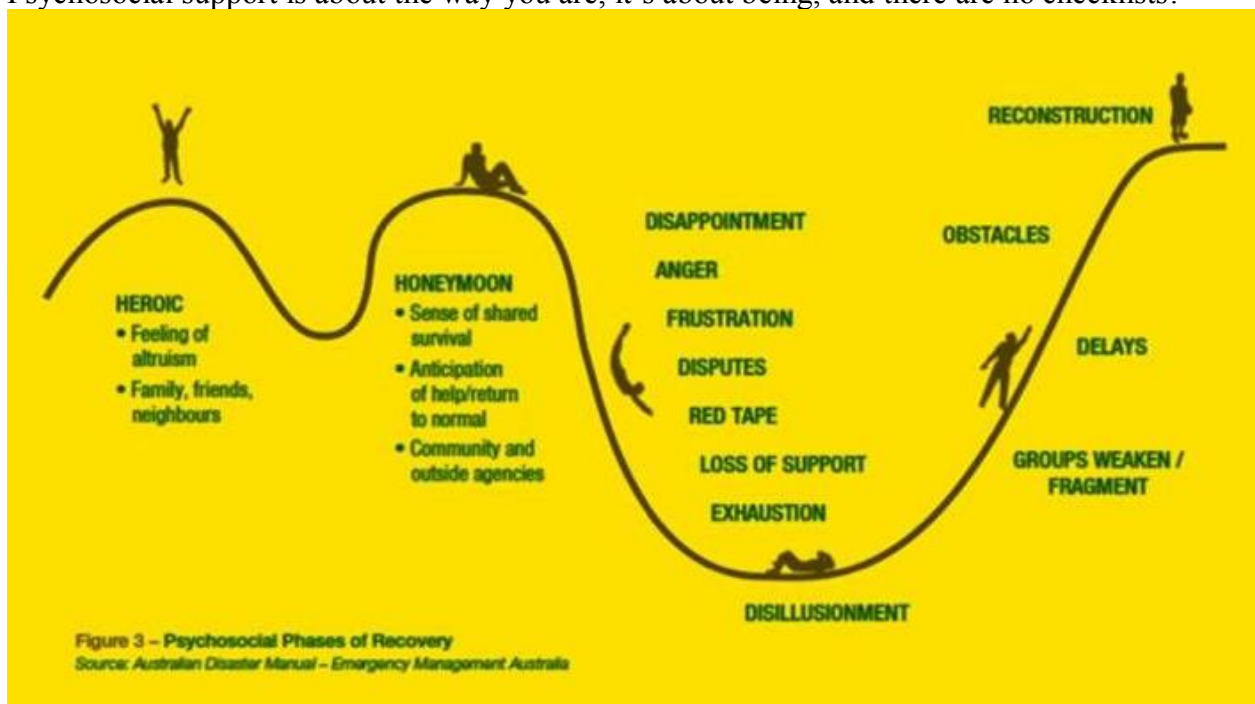 Psychosocial support is about the way you are, it's about being, and there are no checklists!
RECONSTRUCTION
HEROIC
• Feeling of
altruism
• Family, friends,
neighbours
HONEYMOON
• Sense of shared
survival
• Anticipation
of help/return
to normal
• Community and
outside agencies
DISAPPOINTMENT
ANGER
FRUSTRATION
DISPUTES
RED TAPE
LOSS OF SUPPORT
EXHAUSTION
DISILLUSIONMENT
OBSTACLES
DELAYS
GROUPS WEAKEN /
FRAGMENT
Figure 3 – Psychosocial Phases of Recovery
Source: Australian Disaster Manual – Emergency Management Australia